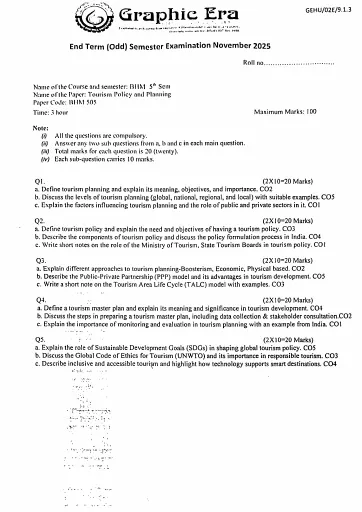 GEHU/02E/9.1.3
Graphic Era
End Term (Odd) Semester Examination November 2025
Roll no..............................
Name of the Course and semester: BHM 5th Sem
Name of the Paper: Tourism Policy and Planning
Paper Code: BHM 505
Time: 3 hour Maximum Marks: 100
Note:
(i) All the questions are compulsory.
(ii) Answer any two sub questions from a, b and c in each main question.
(iii) Total marks for each question is 20 (twenty).
(iv) Each sub-question carries 10 marks.
Q1. (2X10=20 Marks)
a. Define tourism planning and explain its meaning, objectives, and importance. CO2
b. Discuss the levels of tourism planning (global, national, regional, and local) with suitable examples. CO5
c. Explain the factors influencing tourism planning and the role of public and private sectors in it. CO1
Q2. (2X10=20 Marks)
a. Define tourism policy and explain the need and objectives of having a tourism policy. CO3
b. Describe the components of tourism policy and discuss the policy formulation process in India. CO4
c. Write short notes on the role of the Ministry of Tourism, State Tourism Boards in tourism policy. CO1
Q3. (2X10=20 Marks)
a. Explain different approaches to tourism planning-Boosterism, Economic, Physical based. CO2
b. Describe the Public-Private Partnership (PPP) model and its advantages in tourism development. CO5
c. Write a short note on the Tourism Area Life Cycle (TALC) model with examples. CO3
Q4. (2X10=20 Marks)
a. Define a tourism master plan and explain its meaning and significance in tourism development. CO4
b. Discuss the steps in preparing a tourism master plan, including data collection & stakeholder consultation.CO2
c. Explain the importance of monitoring and evaluation in tourism planning with an example from India. CO1
Q5. (2X10=20 Marks)
a. Explain the role of Sustainable Development Goals (SDGs) in shaping global tourism policy. CO5
b. Discuss the Global Code of Ethics for Tourism (UNWTO) and its importance in responsible tourism. CO3
c. Describe inclusive and accessible tourism and highlight how technology supports smart destinations. CO4